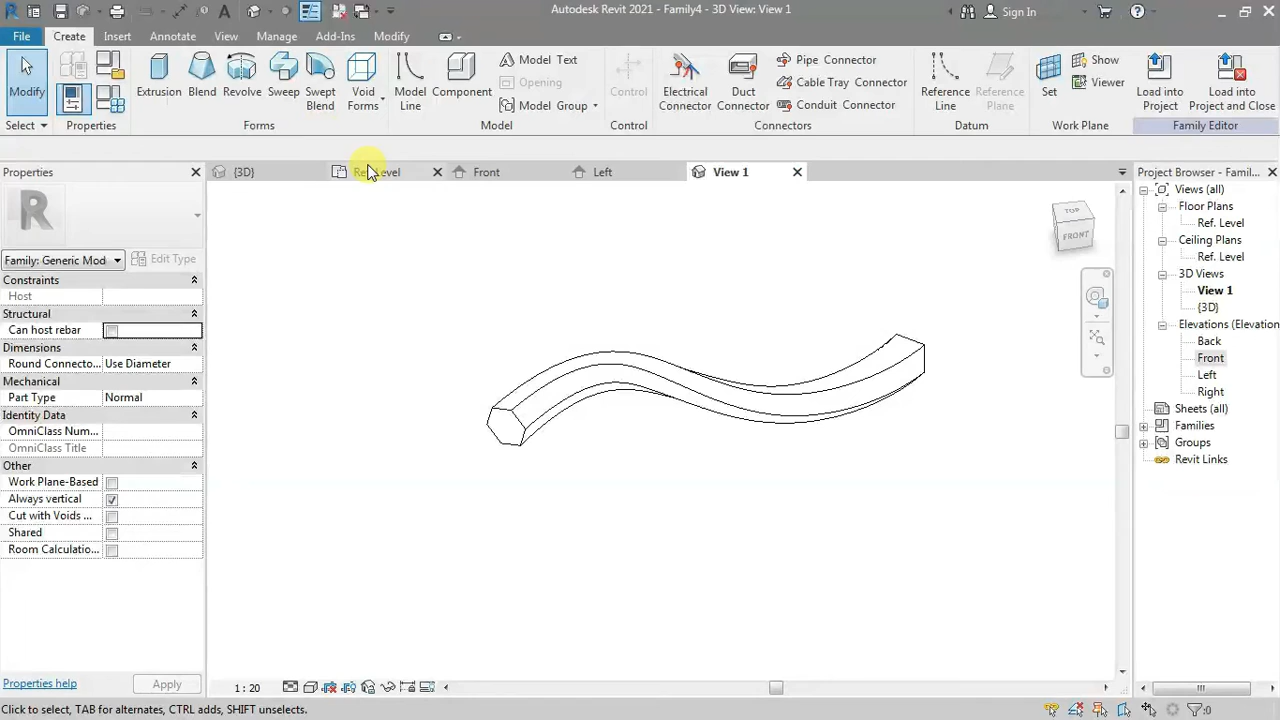 Autodesk Revit 2021 - Family4 - 3D View: View 1
Sign In
File
Create
Insert
Annotate
View
Manage
Add-Ins
Modify
Modify
Select
Properties
Extrusion
Blend
Revolve
Sweep
Swept Blend
Void Forms
Forms
Model Line
Component
Model Text
Opening
Model Group
Model
Control
Control
Electrical Connector
Duct Connector
Pipe Connector
Cable Tray Connector
Conduit Connector
Connectors
Reference Line
Reference Plane
Datum
Set
Show
Viewer
Work Plane
Load into Project
Load into Project and Close
Family Editor
Properties
{3D}
Front
Left
View 1
Project Browser - Famil...
R
Family: Generic Mod
Edit Type
Constraints
Host
Structural
Can host rebar
Dimensions
Round Connecto...
Use Diameter
Mechanical
Part Type
Normal
Identity Data
OmniClass Num...
OmniClass Title
Other
Work Plane-Based
Always vertical
Cut with Voids ...
Shared
Room Calculatio...
Properties help
Apply
TOP
FRONT
Views (all)
Floor Plans
Ref. Level
Ceiling Plans
Ref. Level
3D Views
View 1
{3D}
Elevations (Elevation
Back
Front
Left
Right
Sheets (all)
Families
Groups
Revit Links
1 : 20
Click to select, TAB for alternates, CTRL adds, SHIFT unselects.
:0